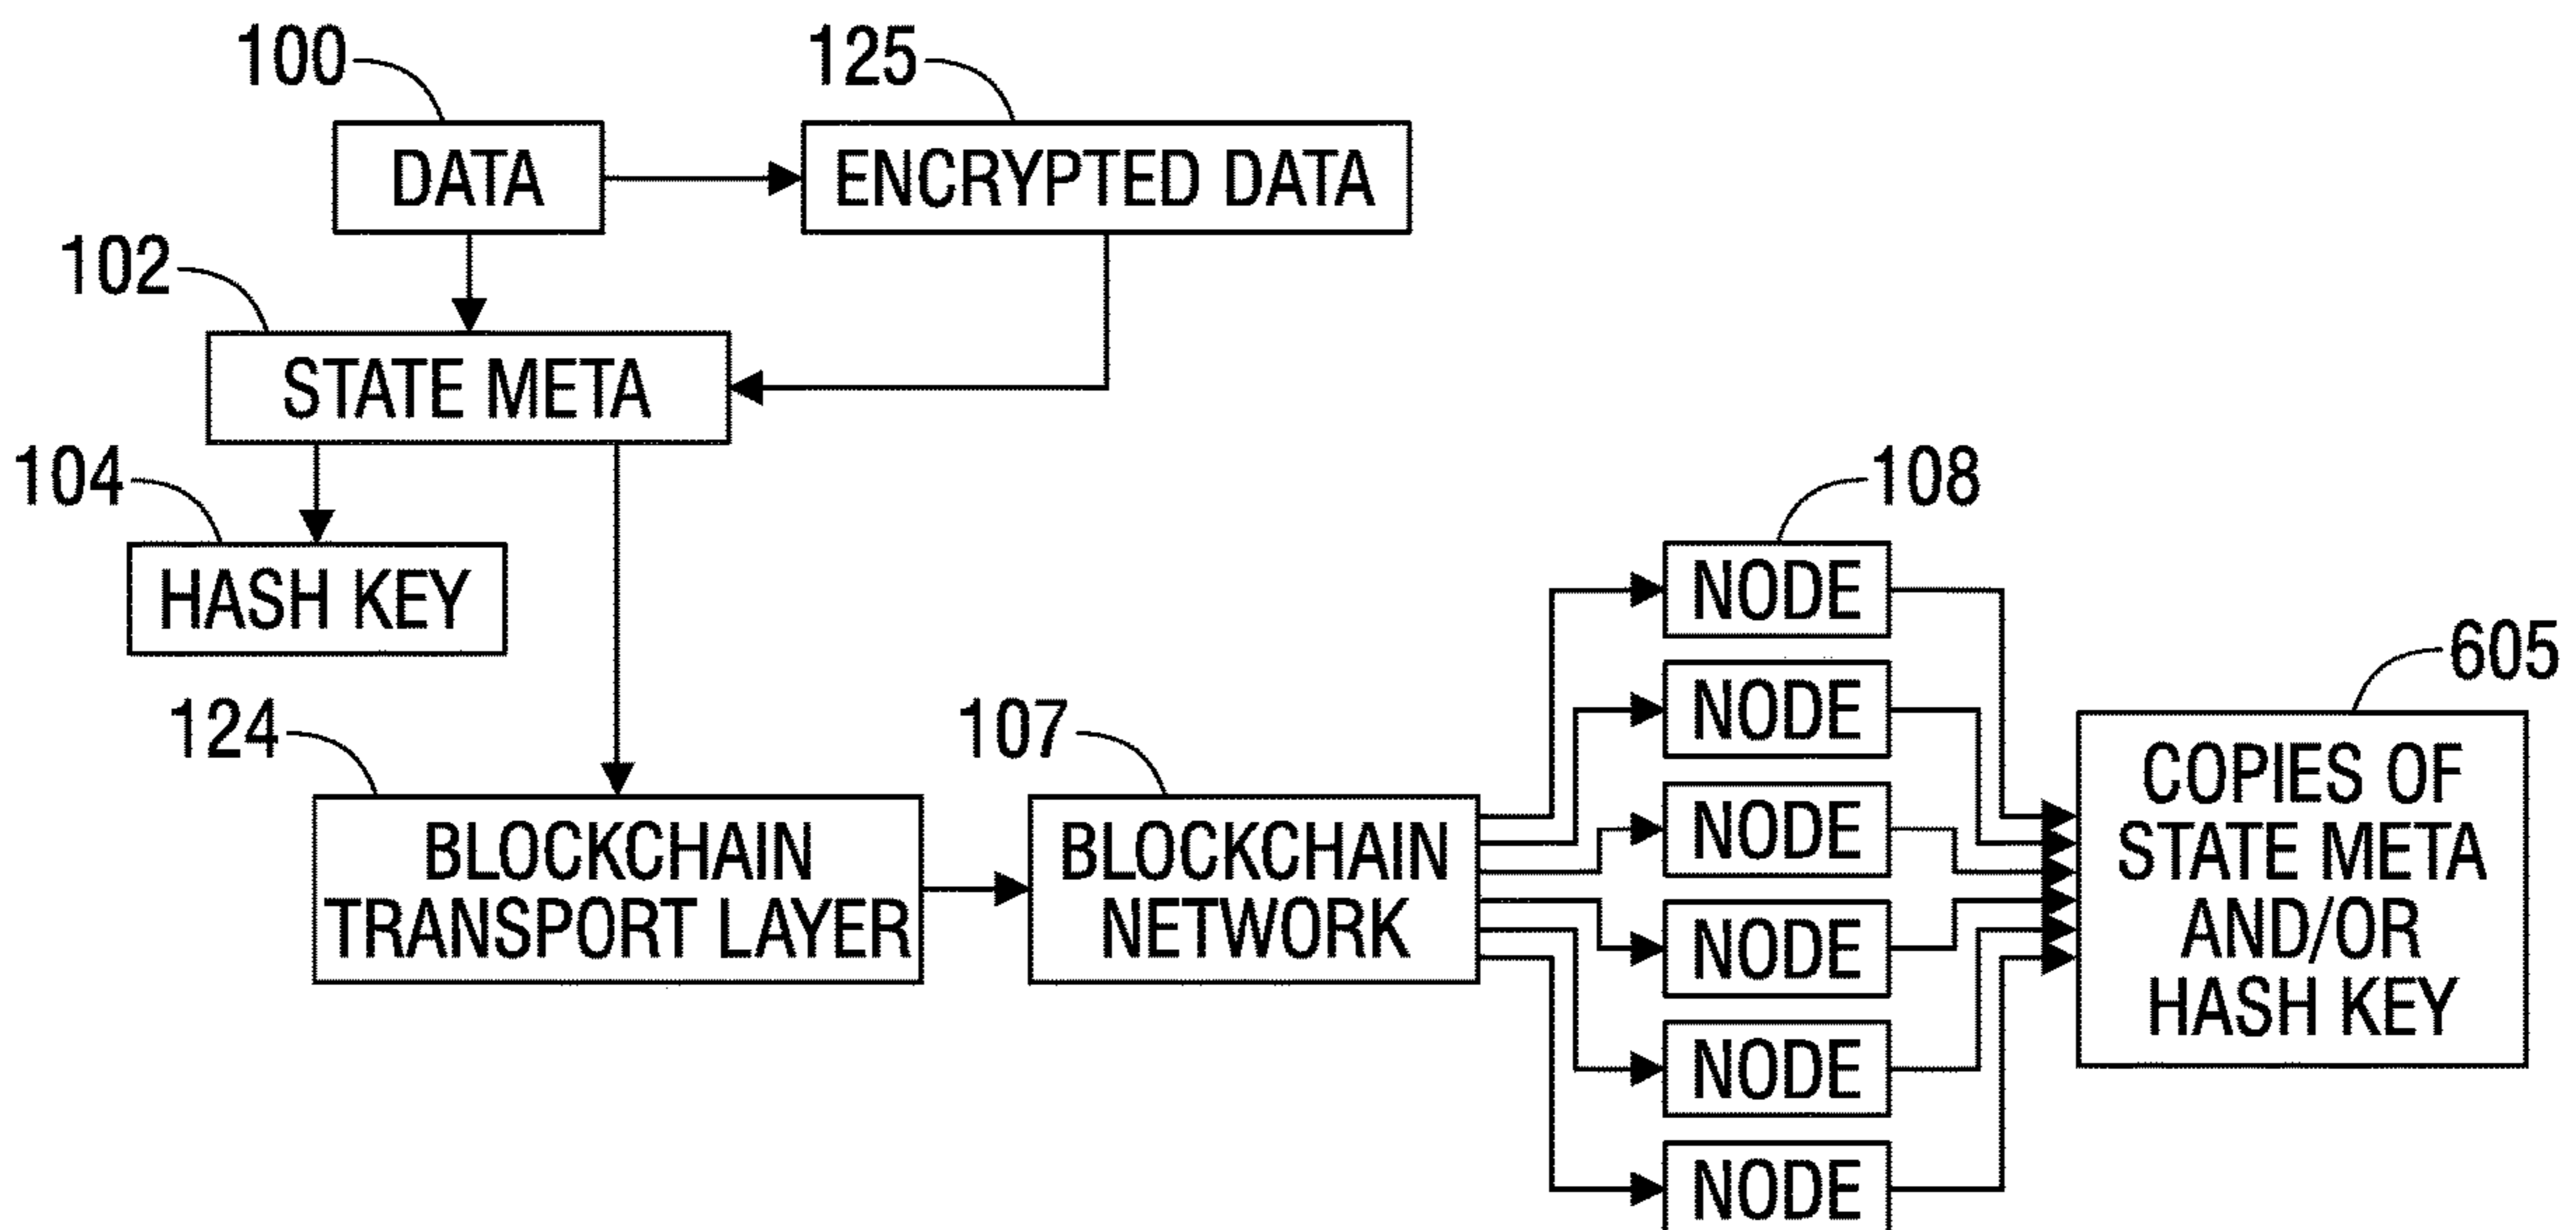 100
125
DATA
ENCRYPTED DATA
102
STATE META
104
108
HASH KEY
NODE
605
124
107
NODE
BLOCKCHAIN
TRANSPORT LAYER
BLOCKCHAIN
NETWORK
NODE
COPIES OF
STATE META
AND/OR
HASH KEY
NODE
NODE
NODE